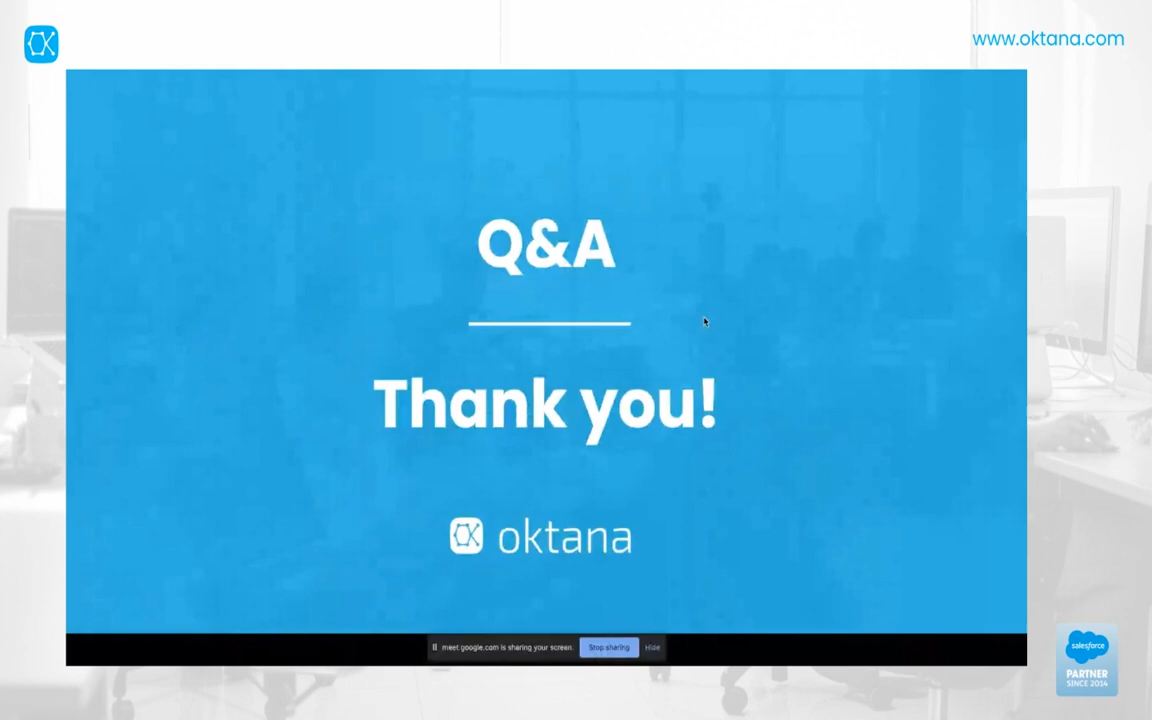 www.oktana.com
Q&A
Thank you!
oktana
meet.google.com is sharing your screen.
Stop sharing
Hide
salesforce
PARTNER
SINCE 2014